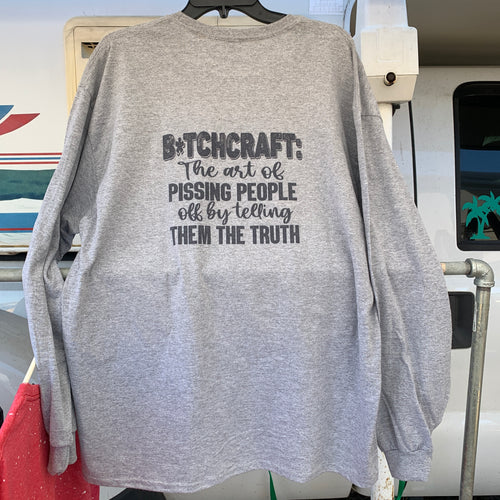 B*TCHCRAFT:
The art of
PISSING PEOPLE
off by telling
THEM THE TRUTH